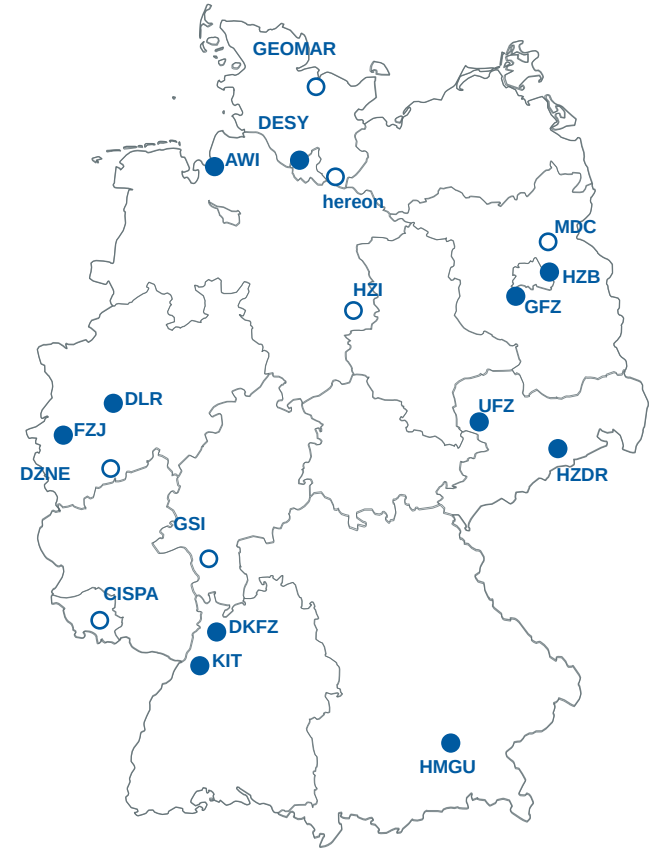 GEOMAR
DESY
AWI
hereon
MDC
HZB
HZI
GFZ
DLR
UFZ
FZJ
DZNE
HZDR
GSI
CISPA
DKFZ
KIT
HMGU